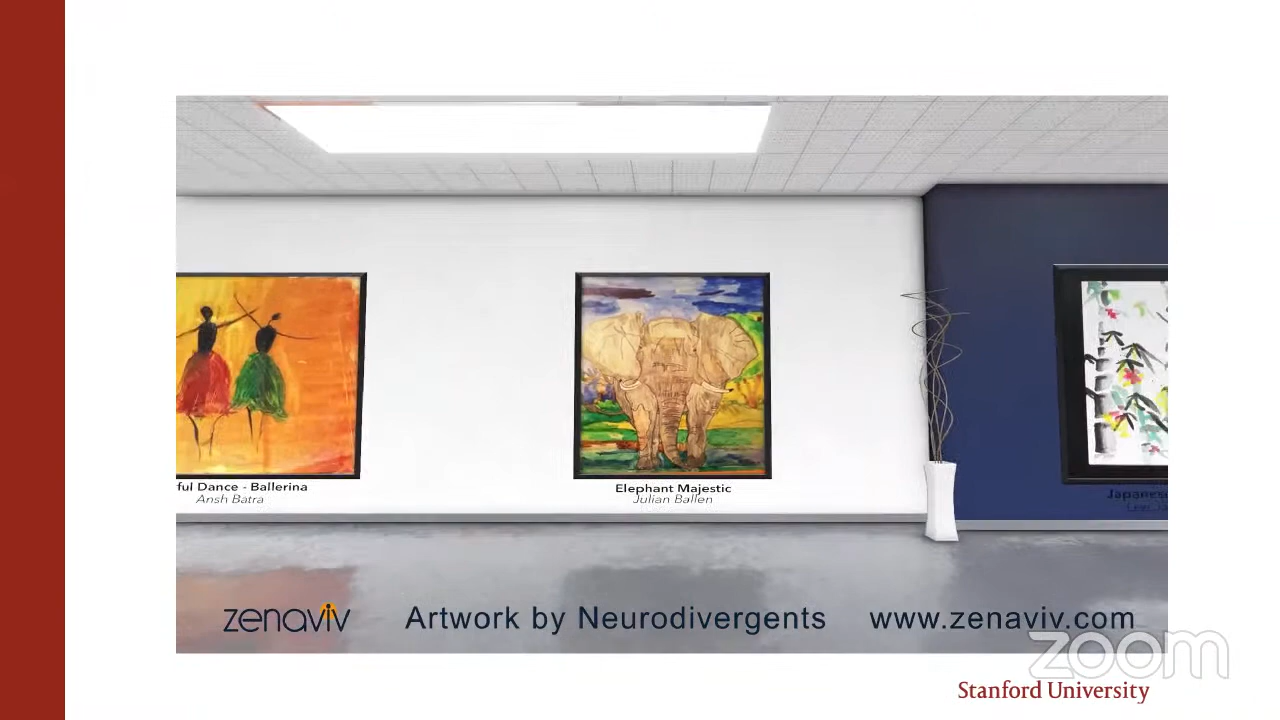 ful Dance - Ballerina
Ansh Batra
Elephant Majestic
Julian Ballen
Japanese
zenaviv
Artwork by Neurodivergents
www.zenaviv.com
zoom
Stanford University